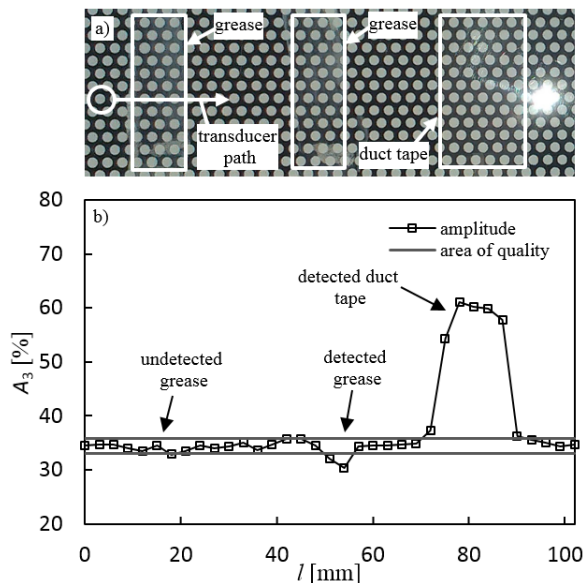 a)
grease
grease
transducer
path
duct tape
b)
80
70
60
50
40
30
20
A3 [%]
amplitude
area of quality
detected duct
tape
undetected
grease
detected
grease
0
20
40
60
80
100
l [mm]